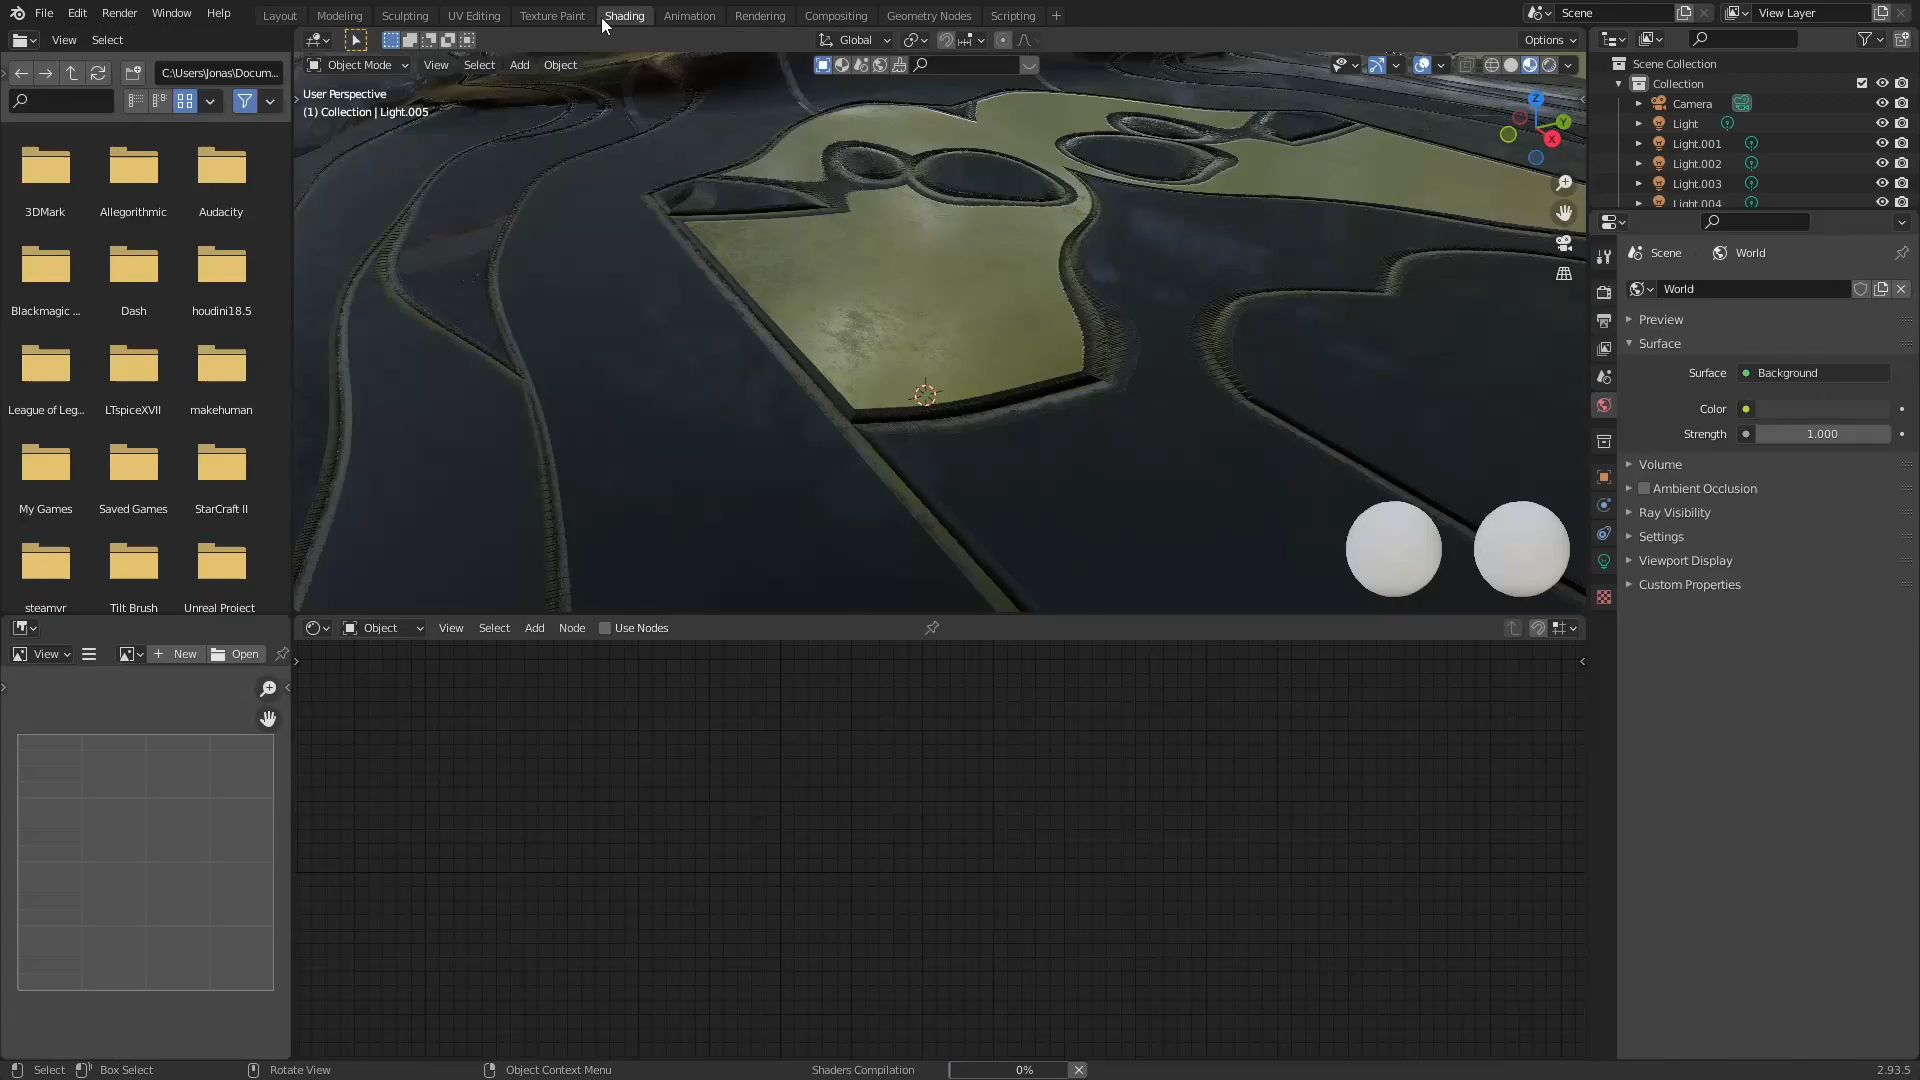 File Edit Render Window Help Layout Modeling Sculpting UV Editing Texture Paint Shading Animation Rendering Compositing Geometry Nodes Scripting + Scene View Layer
View Select Global Options
C:\Users\Jonas\Docum... Object Mode View Select Add Object
User Perspective
(1) Collection | Light.005
3DMark Allegorithmic Audacity
Blackmagic ... Dash houdini18.5
League of Leg... LTspiceXVII makehuman
My Games Saved Games StarCraft II
steamvr Tilt Brush Unreal Project
Z
Y
X
Scene Collection
Collection
Camera
Light
Light.001
Light.002
Light.003
Light.004
Scene World
World
Preview
Surface
Surface Background
Color
Strength 1.000
Volume
Ambient Occlusion
Ray Visibility
Settings
Viewport Display
Custom Properties
Object View Select Add Node Use Nodes
View + New Open
Select Box Select Rotate View Object Context Menu Shaders Compilation 0% 2.93.5